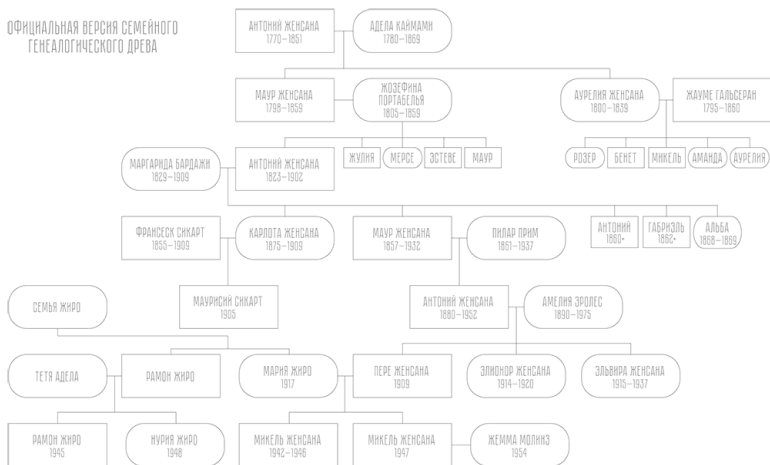 ОФИЦИАЛЬНАЯ ВЕРСИЯ СЕМЕЙНОГО
ГЕНЕАЛОГИЧЕСКОГО ДРЕВА
АНТОНИЙ ЖЕНСАНА
1770–1851
АДЕЛА КАЙМАМИ
1780–1869
МАУР ЖЕНСАНА
1798–1859
ЖОЗЕФИНА
ПОРТАБЕЛЬЯ
1805–1859
АУРЕЛИЯ ЖЕНСАНА
1800–1839
ЖАУМЕ ГАЛЬСЕРАН
1795–1860
МАРГАРИДА БАРДАЖИ
1829–1909
АНТОНИЙ ЖЕНСАНА
1823–1902
ЖУЛИЯ
МЕРСЕ
ЭСТЕВЕ
МАУР
РОЗЕР
БЕНЕТ
МИКЕЛЬ
АМАНДА
АУРЕЛИЯ
ФРАНСЕСК СИКАРТ
1855–1909
КАРЛОТА ЖЕНСАНА
1875–1909
МАУР ЖЕНСАНА
1857–1932
ПИЛАР ПРИМ
1861–1937
АНТОНИЙ
1860+
ГАБРИЭЛЬ
1862+
АЛЬБА
1868–1869
СЕМЬЯ ЖИРО
МАУРИСИЙ СИКАРТ
1905
АНТОНИЙ ЖЕНСАНА
1880–1952
АМЕЛИЯ ЭРОЛЕС
1890–1975
ТЕТЯ АДЕЛА
РАМОН ЖИРО
МАРИЯ ЖИРО
1917
ПЕРЕ ЖЕНСАНА
1909
ЭЛИОНОР ЖЕНСАНА
1914–1920
ЭЛЬВИРА ЖЕНСАНА
1915–1937
РАМОН ЖИРО
1945
НУРИЯ ЖИРО
1948
МИКЕЛЬ ЖЕНСАНА
1942–1946
МИКЕЛЬ ЖЕНСАНА
1947
ЖЕММА МОЛИНЗ
1954